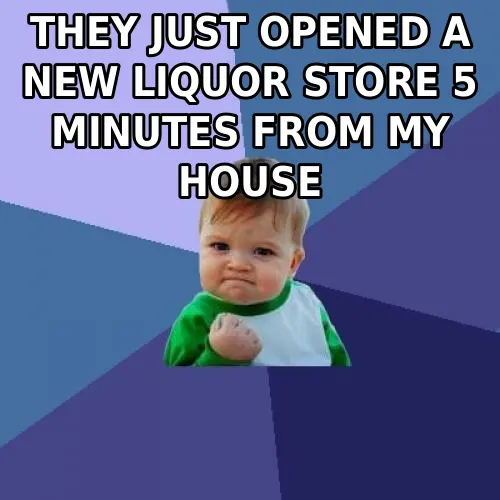 THEY JUST OPENED A
NEW LIQUOR STORE 5
MINUTES FROM MY
HOUSE